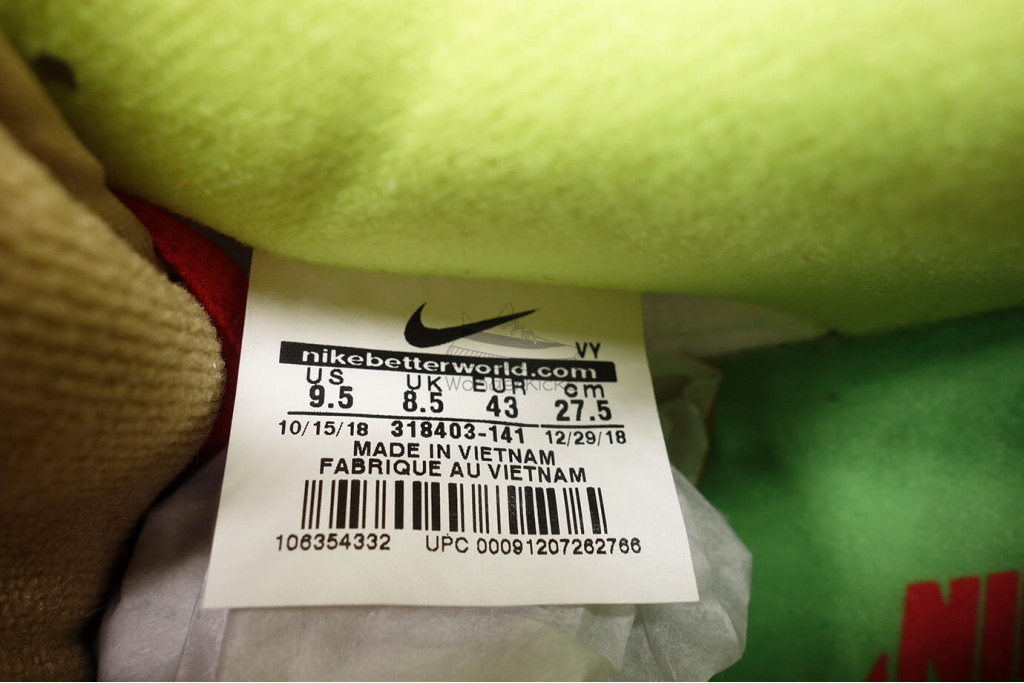 VY
nikebetterworld.com
US UK EUR cm
9.5 8.5 43 27.5
10/15/18 318403-141 12/29/18
MADE IN VIETNAM
FABRIQUE AU VIETNAM
106354332 UPC 00091207262766